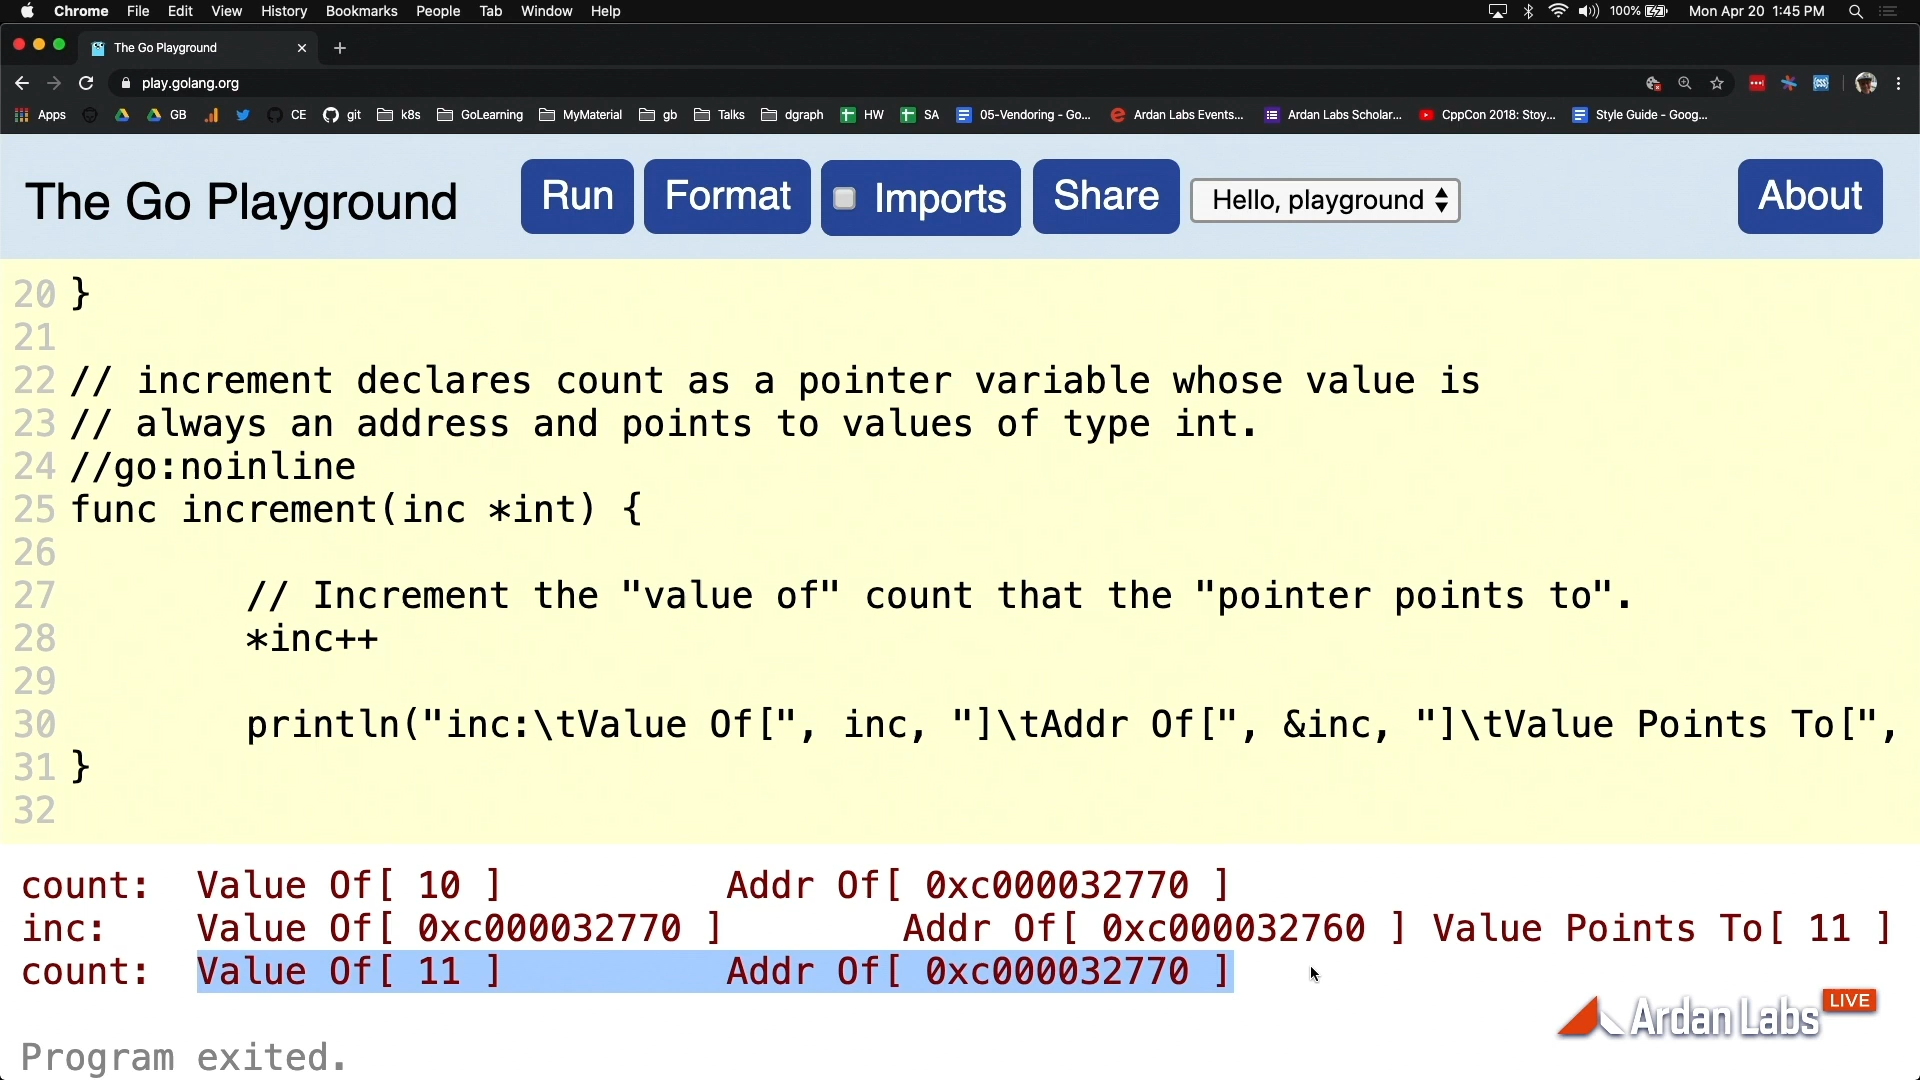 Chrome File Edit View History Bookmarks People Tab Window Help 100% Mon Apr 20 1:45 PM
The Go Playground
play.golang.org
Apps GB CE git k8s GoLearning MyMaterial gb Talks dgraph HW SA 05-Vendoring - Go... Ardan Labs Events... Ardan Labs Scholar... CppCon 2018: Stoy... Style Guide - Goog...
The Go Playground Run Format Imports Share Hello, playground About
20 }
21
22 // increment declares count as a pointer variable whose value is
23 // always an address and points to values of type int.
24 //go:noinline
25 func increment(inc *int) {
26
27 // Increment the "value of" count that the "pointer points to".
28 *inc++
29
30 println("inc:\tValue Of[", inc, "]\tAddr Of[", &inc, "]\tValue Points To[",
31 }
32
count: Value Of[ 10 ] Addr Of[ 0xc000032770 ]
inc: Value Of[ 0xc000032770 ] Addr Of[ 0xc000032760 ] Value Points To[ 11 ]
count: Value Of[ 11 ] Addr Of[ 0xc000032770 ]
Ardan Labs LIVE
Program exited.